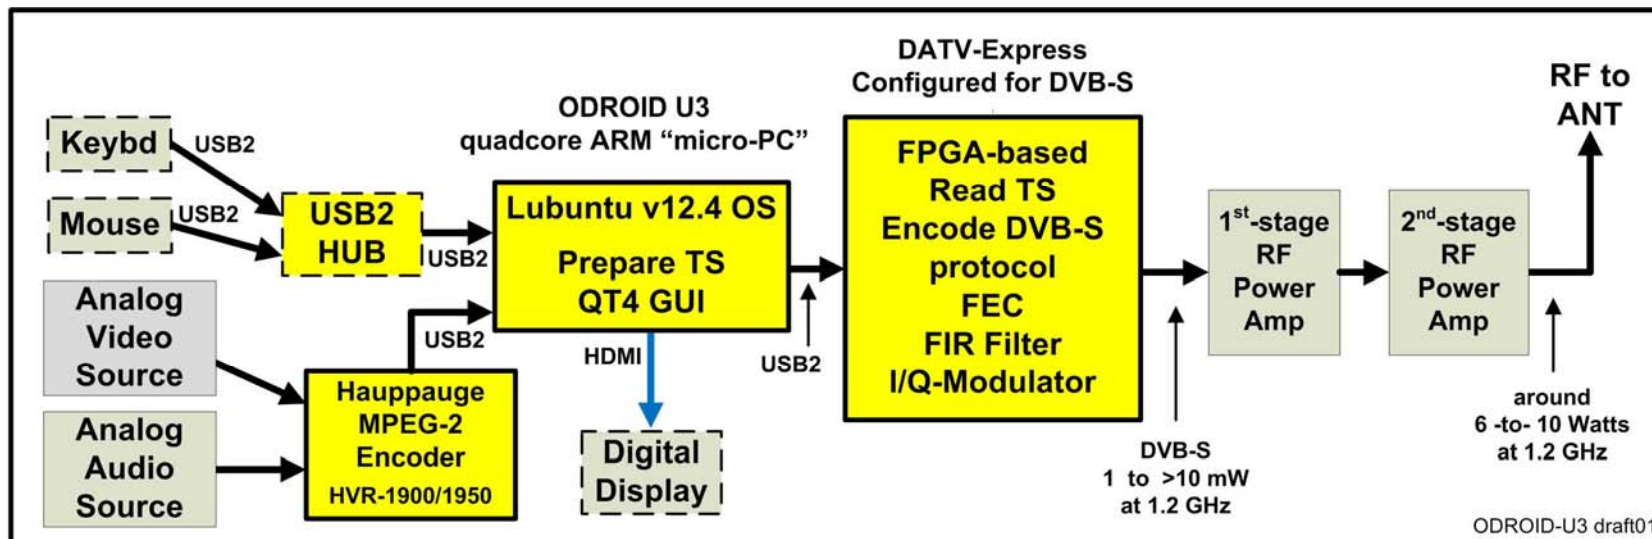 DATV-Express
Configured for DVB-S
RF to
ANT
ODROID U3
quadcore ARM “micro-PC”
Keybd
USB2
Mouse
USB2
USB2
HUB
USB2
Lubuntu v12.4 OS
Prepare TS
QT4 GUI
USB2
FPGA-based
Read TS
Encode DVB-S
protocol
FEC
FIR Filter
I/Q-Modulator
1st-stage
RF
Power
Amp
2nd-stage
RF
Power
Amp
Analog
Video
Source
USB2
HDMI
Hauppauge
MPEG-2
Encoder
HVR-1900/1950
Analog
Audio
Source
Digital
Display
DVB-S
1 to >10 mW
at 1.2 GHz
around
6 -to- 10 Watts
at 1.2 GHz
ODROID-U3 draft01